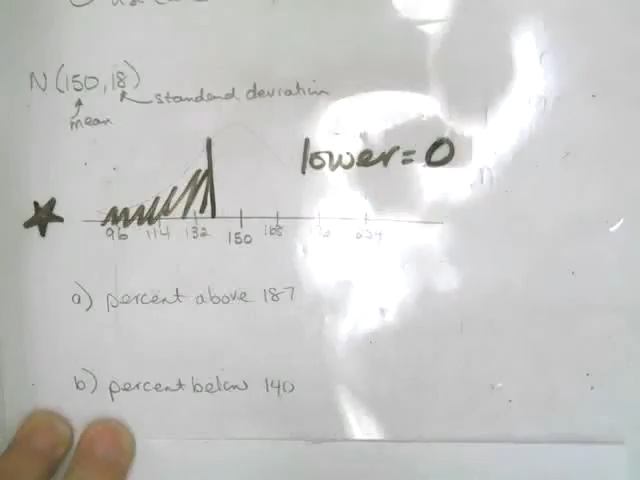 N(150,18)
standard deviation
mean
lower = 0
96 114 132 150 168
a) percent above 187
b) percent below 140